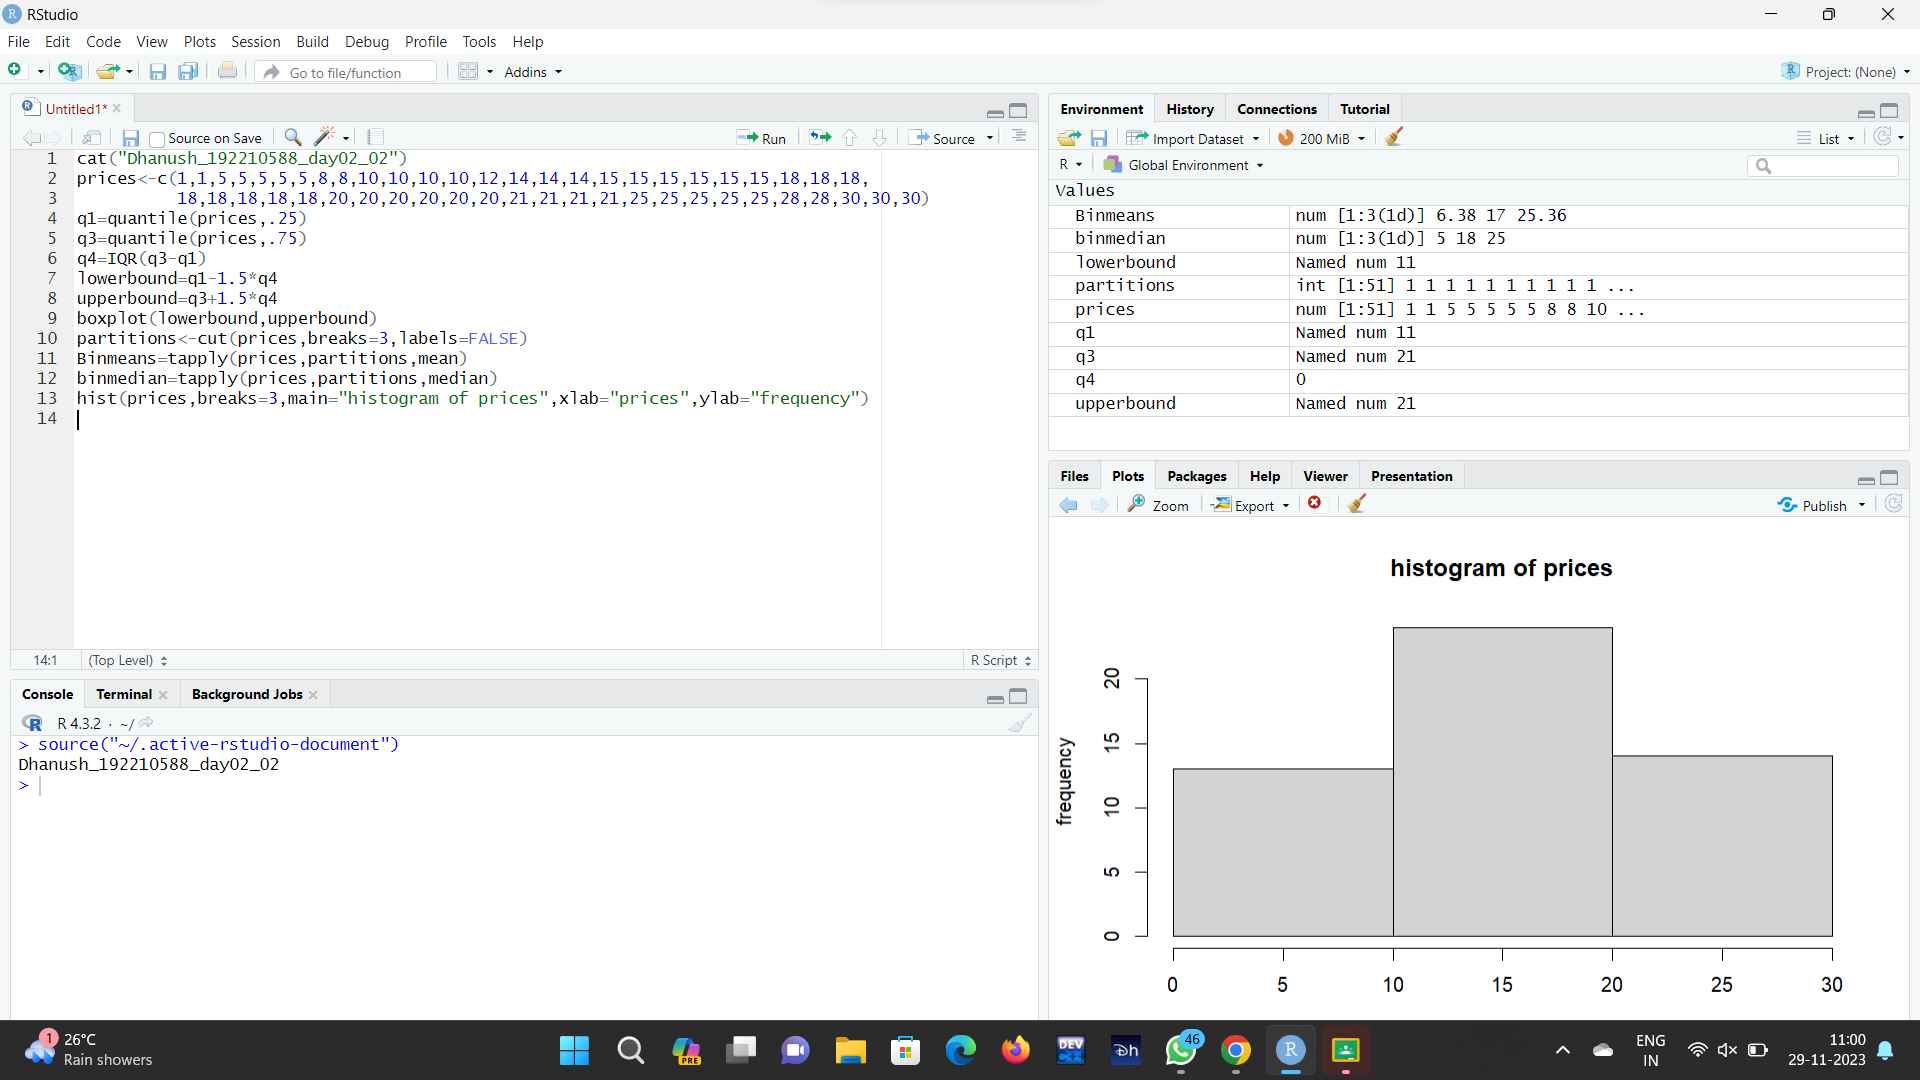 RStudio
File Edit Code View Plots Session Build Debug Profile Tools Help
Go to file/function Addins Project: (None)
Untitled1*
Source on Save Run Source
1 cat("Dhanush_192210588_day02_02")
2 prices<-c(1,1,5,5,5,5,5,8,8,10,10,10,10,12,14,14,14,15,15,15,15,15,15,18,18,18,
3 18,18,18,18,18,20,20,20,20,20,20,21,21,21,21,25,25,25,25,25,28,28,30,30,30)
4 q1=quantile(prices,.25)
5 q3=quantile(prices,.75)
6 q4=IQR(q3-q1)
7 lowerbound=q1-1.5*q4
8 upperbound=q3+1.5*q4
9 boxplot(lowerbound,upperbound)
10 partitions<-cut(prices,breaks=3,labels=FALSE)
11 Binmeans=tapply(prices,partitions,mean)
12 binmedian=tapply(prices,partitions,median)
13 hist(prices,breaks=3,main="histogram of prices",xlab="prices",ylab="frequency")
14
14:1 (Top Level) R Script
Console Terminal Background Jobs
R 4.3.2 · ~/
> source("~/.active-rstudio-document")
Dhanush_192210588_day02_02
>
Environment History Connections Tutorial
Import Dataset 200 MiB List
R Global Environment
Values
Binmeans num [1:3(1d)] 6.38 17 25.36
binmedian num [1:3(1d)] 5 18 25
lowerbound Named num 11
partitions int [1:51] 1 1 1 1 1 1 1 1 1 1 ...
prices num [1:51] 1 1 5 5 5 5 5 8 8 10 ...
q1 Named num 11
q3 Named num 21
q4 0
upperbound Named num 21
Files Plots Packages Help Viewer Presentation
Zoom Export Publish
histogram of prices
frequency
20
15
10
5
0
0 5 10 15 20 25 30
1
26°C
Rain showers
PRE
DEV
C++
Dh
46
R
ENG
IN
11:00
29-11-2023